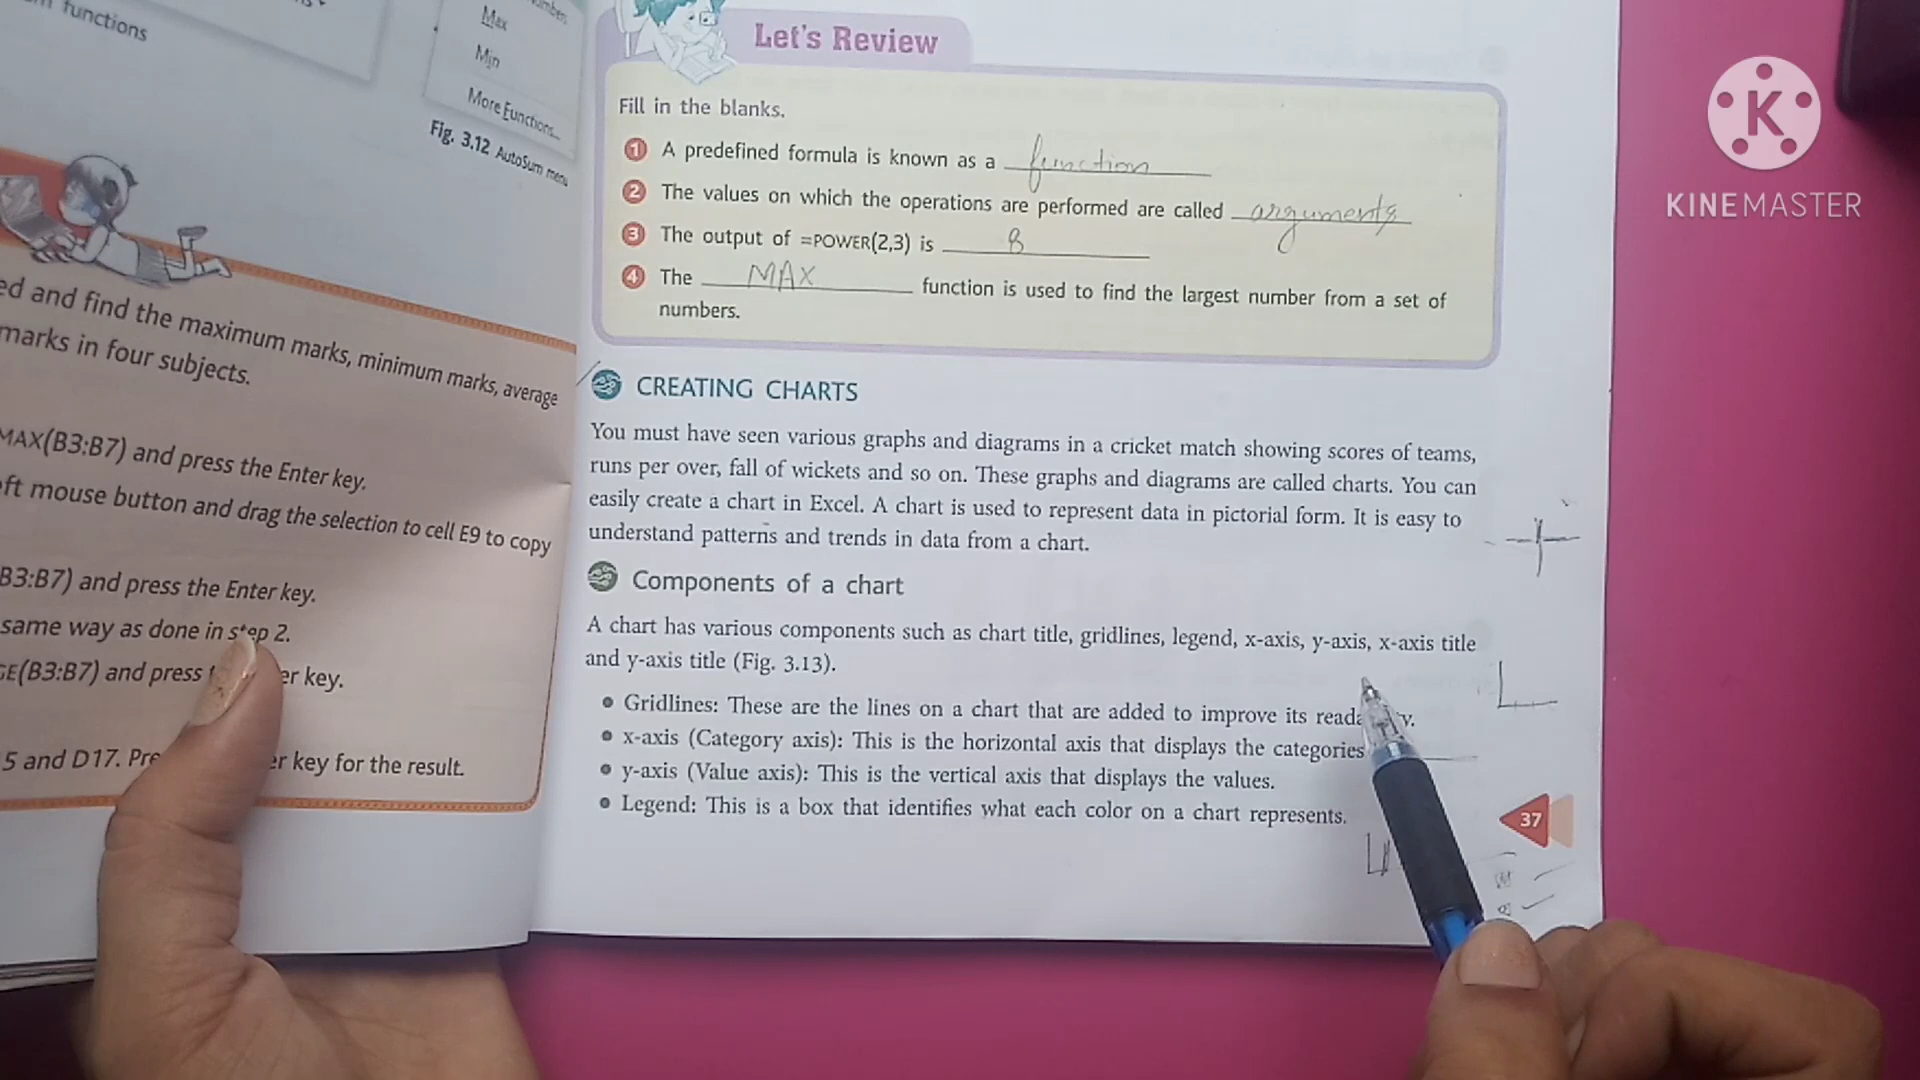 functions
Max
Min
More Functions...
Fig. 3.12 AutoSum menu
ed and find the maximum marks, minimum marks, average
marks in four subjects.
MAX(B3:B7) and press the Enter key.
ft mouse button and drag the selection to cell E9 to copy
B3:B7) and press the Enter key.
same way as done in step 2.
GE(B3:B7) and press er key.
5 and D17. Pre er key for the result.
Let's Review
Fill in the blanks.
1 A predefined formula is known as a function
2 The values on which the operations are performed are called arguments
3 The output of =POWER(2,3) is 8
4 The MAX function is used to find the largest number from a set of
numbers.
CREATING CHARTS
You must have seen various graphs and diagrams in a cricket match showing scores of teams,
runs per over, fall of wickets and so on. These graphs and diagrams are called charts. You can
easily create a chart in Excel. A chart is used to represent data in pictorial form. It is easy to
understand patterns and trends in data from a chart.
Components of a chart
A chart has various components such as chart title, gridlines, legend, x-axis, y-axis, x-axis title
and y-axis title (Fig. 3.13).
• Gridlines: These are the lines on a chart that are added to improve its reada y.
• x-axis (Category axis): This is the horizontal axis that displays the categories
• y-axis (Value axis): This is the vertical axis that displays the values.
• Legend: This is a box that identifies what each color on a chart represents.
37
K
KINEMASTER